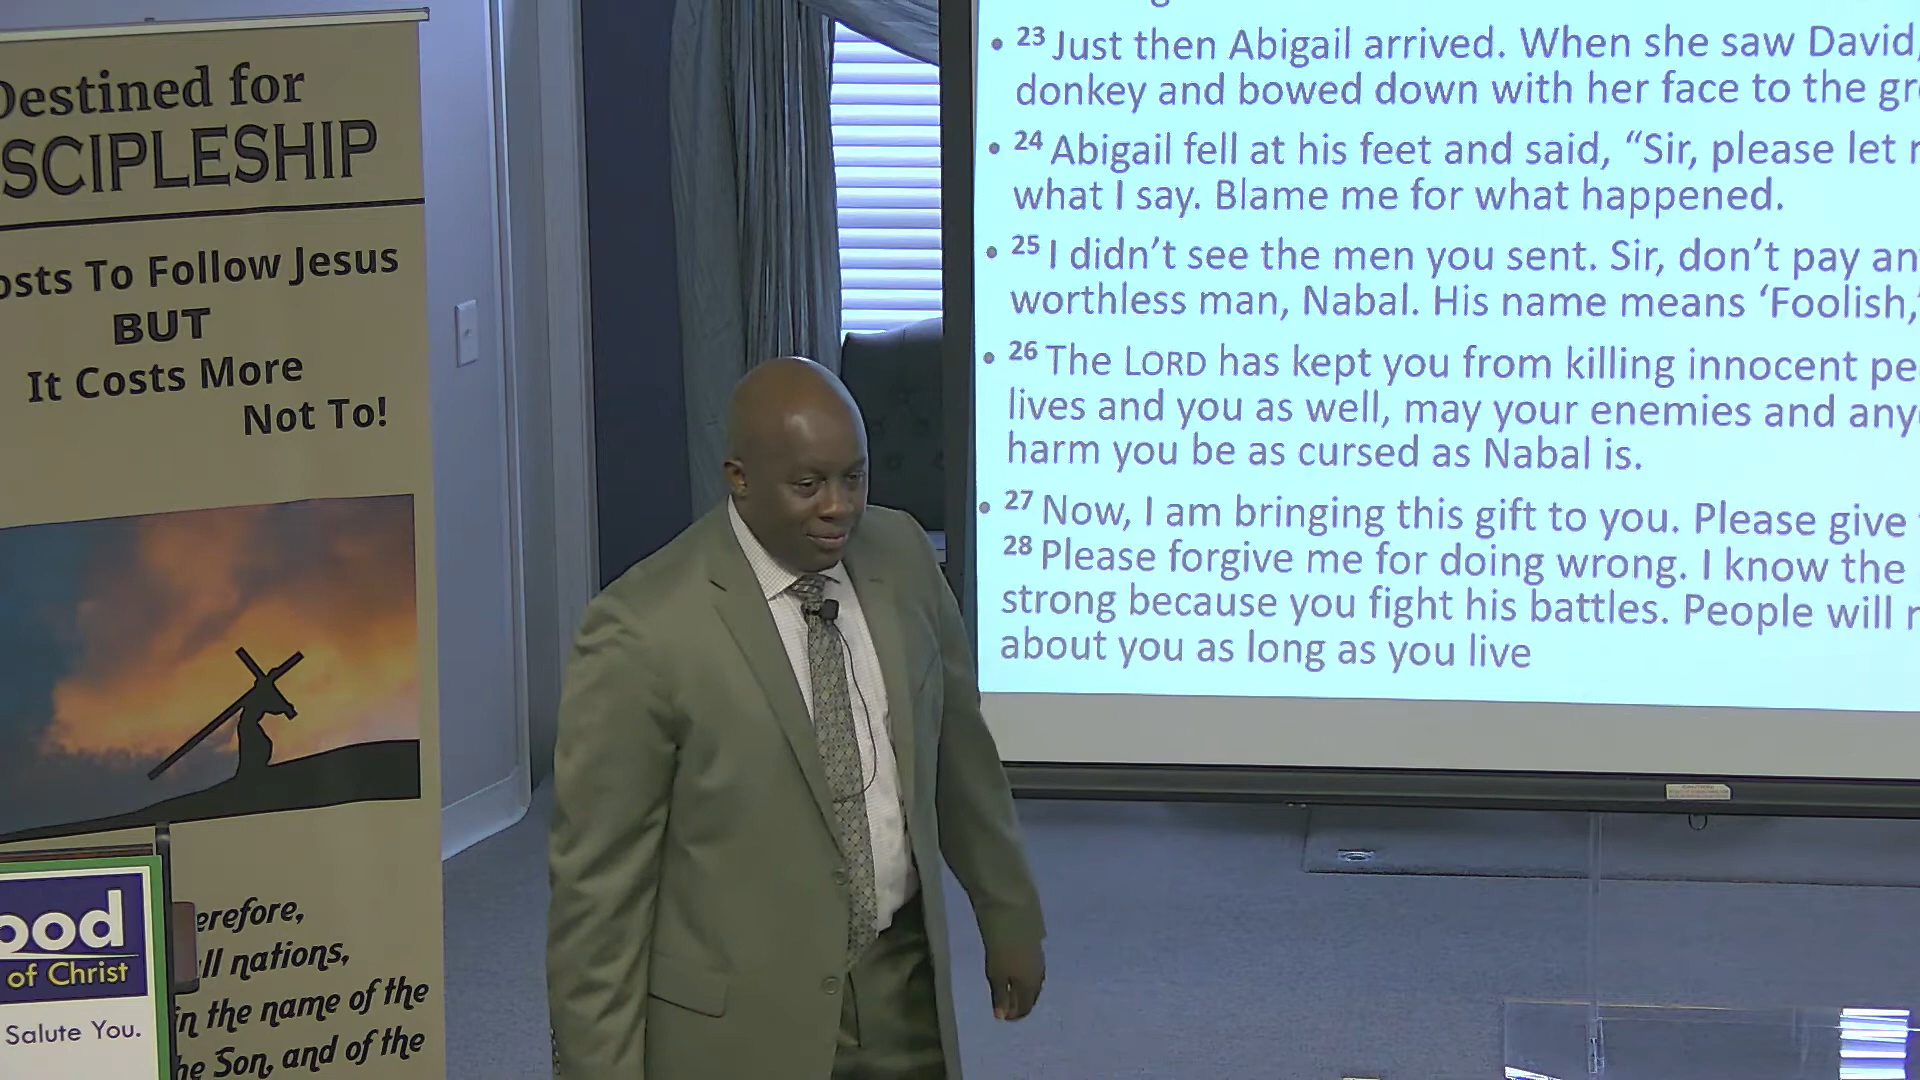 Destined for
SCIPLESHIP
osts To Follow Jesus
BUT
It Costs More
Not To!
erefore,
ll nations,
in the name of the
he Son, and of the
ood
of Christ
Salute You.
• 23 Just then Abigail arrived. When she saw David,
donkey and bowed down with her face to the gr
• 24 Abigail fell at his feet and said, “Sir, please let
what I say. Blame me for what happened.
• 25 I didn’t see the men you sent. Sir, don’t pay an
worthless man, Nabal. His name means ‘Foolish,’
• 26 The LORD has kept you from killing innocent pe
lives and you as well, may your enemies and any
harm you be as cursed as Nabal is.
• 27 Now, I am bringing this gift to you. Please give
28 Please forgive me for doing wrong. I know the
strong because you fight his battles. People will
about you as long as you live